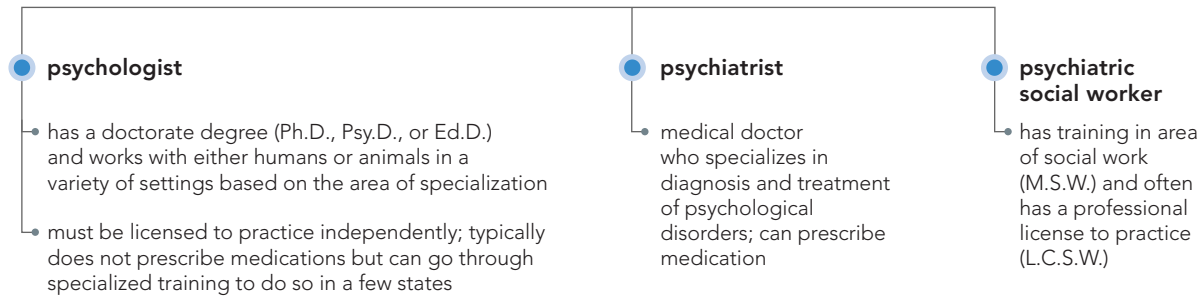 psychologist
has a doctorate degree (Ph.D., Psy.D., or Ed.D.)
and works with either humans or animals in a
variety of settings based on the area of specialization
must be licensed to practice independently; typically
does not prescribe medications but can go through
specialized training to do so in a few states
psychiatrist
medical doctor
who specializes in
diagnosis and treatment
of psychological
disorders; can prescribe
medication
psychiatric
social worker
has training in area
of social work
(M.S.W.) and often
has a professional
license to practice
(L.C.S.W.)